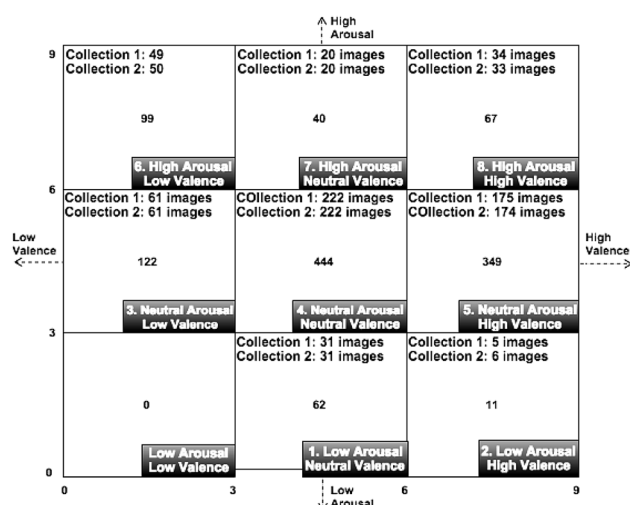 High
Arousal
9
Collection 1: 49
Collection 2: 50
99
6. High Arousal
Low Valence
Collection 1: 20 images
Collection 2: 20 images
40
7. High Arousal
Neutral Valence
Collection 1: 34 images
Collection 2: 33 images
67
8. High Arousal
High Valence
6
Low
Valence
Collection 1: 61 images
Collection 2: 61 images
122
3. Neutral Arousal
Low Valence
COllection 1: 222 images
Collection 2: 222 images
444
4. Neutral Arousal
Neutral Valence
Collection 1: 175 images
COllection 2: 174 images
349
5. Neutral Arousal
High Valence
High
Valence
3
0
Low Arousal
Low Valence
Collection 1: 31 images
Collection 2: 31 images
62
1. Low Arousal
Neutral Valence
Collection 1: 5 images
Collection 2: 6 images
11
2. Low Arousal
High Valence
0
0
3
6
9
Low
Arousal